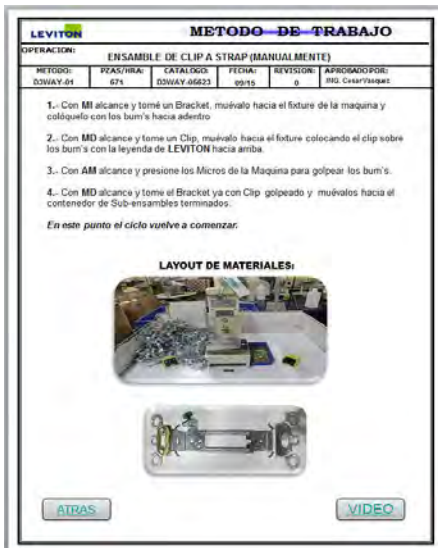 LEVITON
METODO DE TRABAJO
OPERACION:
ENSAMBLE DE CLIP A STRAP (MANUALMENTE)
METODO: PZAS/HRA: CATALOGO: FECHA: REVISION: APROBADO POR:
D3WAY-01 671 D3WAY-05623 09/15 0 ING. Cesar Vasquez
1.- Con MI alcance y tomé un Bracket, muévalo hacia el fixture de la maquina y
colóquelo con los bum's hacia adentro
2.- Con MD alcance y tome un Clip, muévalo hacia el fixture colocando el clip sobre
los bum's con la leyenda de LEVITON hacia arriba.
3.- Con AM alcance y presione los Micros de la Maquina para golpear los bum's.
4.- Con MD alcance y tome el Bracket ya con Clip golpeado y muévalos hacia el
contenedor de Sub-ensambles terminados.
En este punto el ciclo vuelve a comenzar.
LAYOUT DE MATERIALES:
ATRAS
VIDEO